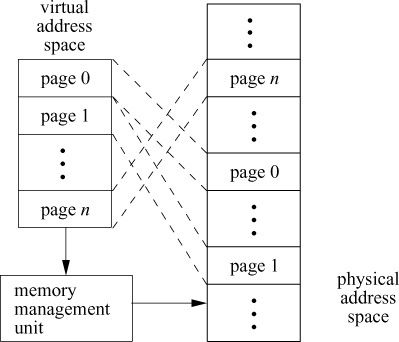 virtual
address
space
page 0
page 1
page n
page n
page 0
page 1
memory
management
unit
physical
address
space